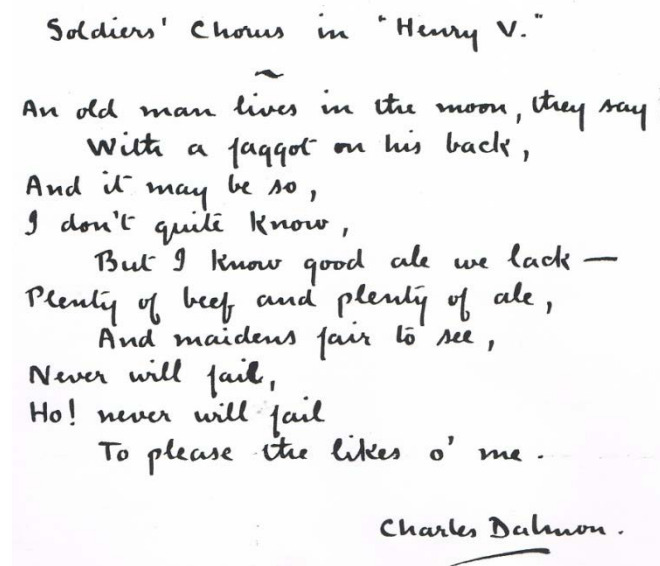 Soldiers' Chorus in "Henry V."
~
An old man lives in the moon, they say
With a faggot on his back,
And it may be so,
I don't quite know,
But I know good ale we lack —
Plenty of beef and plenty of ale,
And maidens fair to see,
Never will fail,
Ho! never will fail
To please the likes o' me.
Charles Dalmon.